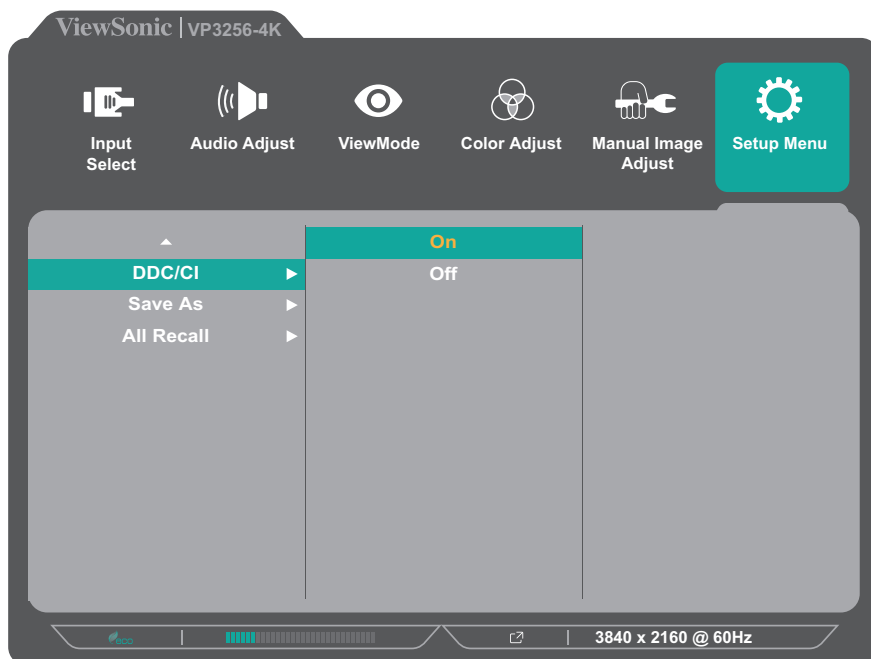 ViewSonic | VP3256-4K
Input Select
Audio Adjust
ViewMode
Color Adjust
Manual Image Adjust
Setup Menu
On
DDC/CI
Off
Save As
All Recall
eco
3840 x 2160 @ 60Hz